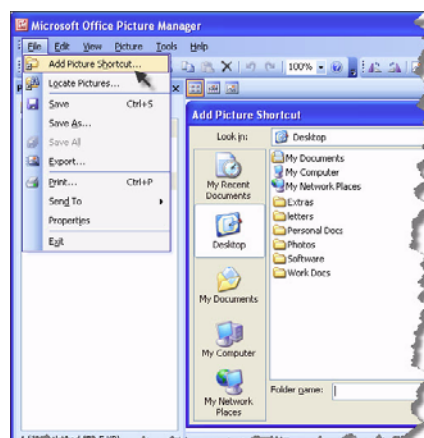 Microsoft Office Picture Manager
File Edit View Picture Tools Help
Add Picture Shortcut...
Locate Pictures...
Save Ctrl+S
Save As...
Save All
Export...
Print... Ctrl+P
Send To
Properties
Exit
100%
Add Picture Shortcut
Look in: Desktop
My Recent Documents
Desktop
My Documents
My Computer
My Network Places
My Documents
My Computer
My Network Places
Extras
letters
Personal Docs
Photos
Software
Work Docs
Folder name: